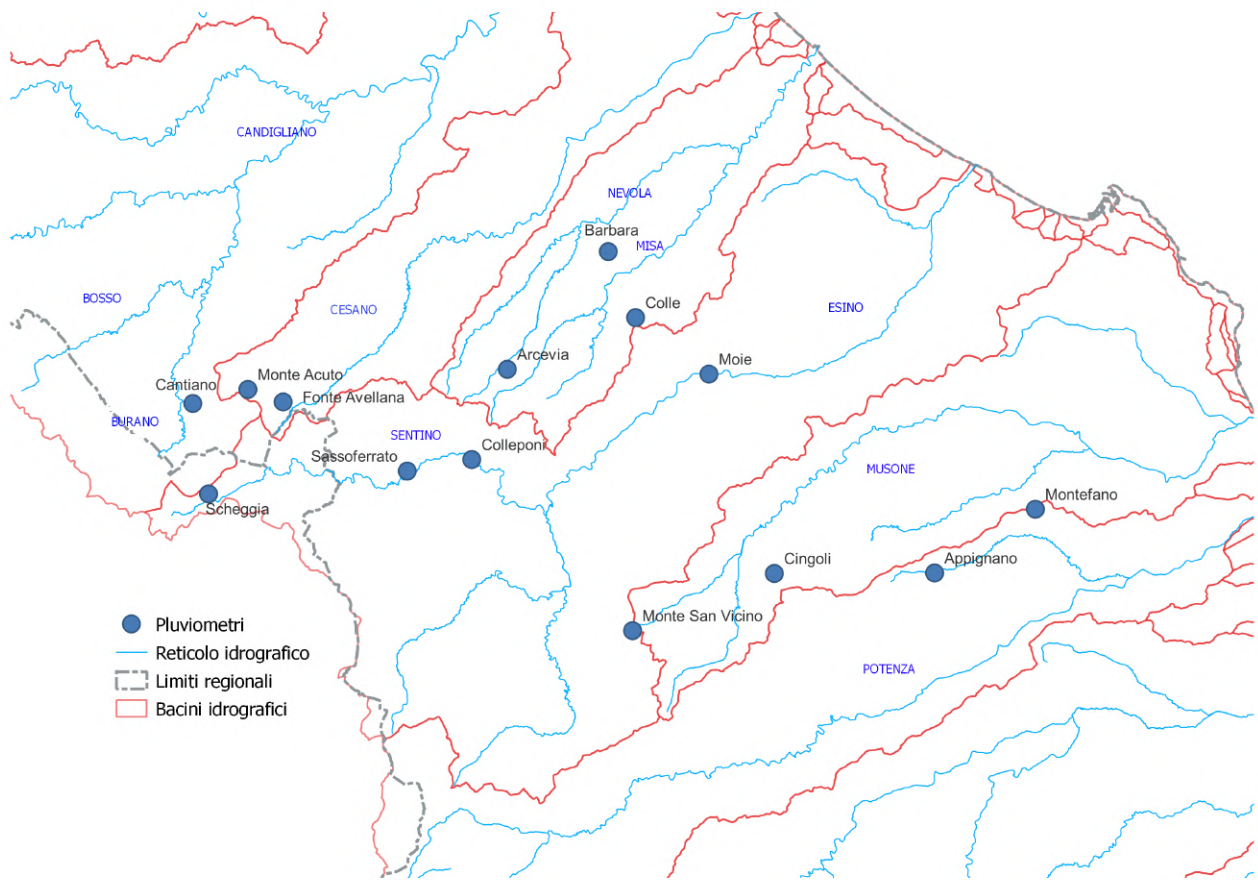 CANDIGLIANO
NEVOLA
Barbara
MISA
BOSSO
CESANO
Colle
ESINO
Arcevia
Moie
Monte Acuto
Cantiano
Fonte Avellana
BURANO
SENTINO
Colleponi
Sassoferrato
MUSONE
Scheggia
Montefano
Cingoli
Appignano
Monte San Vicino
POTENZA
Pluviometri
Reticolo idrografico
Limiti regionali
Bacini idrografici